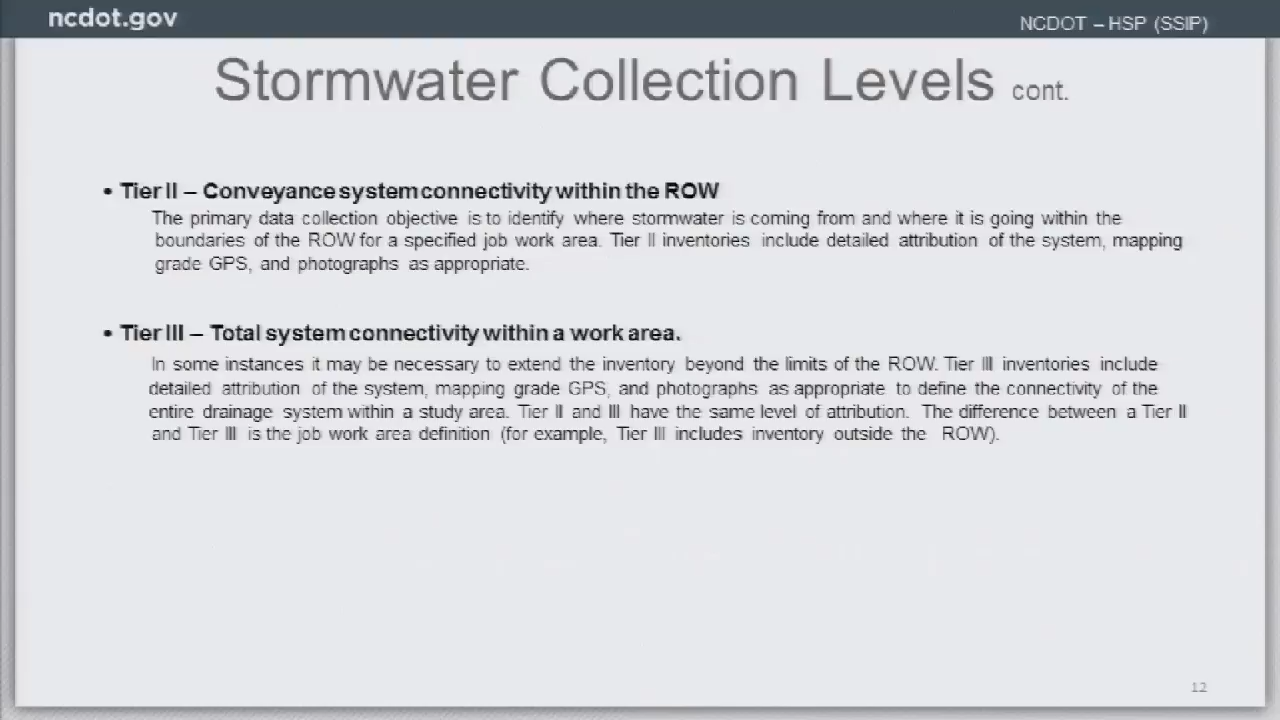 ncdot.gov
NCDOT – HSP (SSIP)
Stormwater Collection Levels cont.
• Tier II – Conveyance system connectivity within the ROW
The primary data collection objective is to identify where stormwater is coming from and where it is going within the
boundaries of the ROW for a specified job work area. Tier II inventories include detailed attribution of the system, mapping
grade GPS, and photographs as appropriate.
• Tier III – Total system connectivity within a work area.
In some instances it may be necessary to extend the inventory beyond the limits of the ROW. Tier III inventories include
detailed attribution of the system, mapping grade GPS, and photographs as appropriate to define the connectivity of the
entire drainage system within a study area. Tier II and III have the same level of attribution. The difference between a Tier II
and Tier III is the job work area definition (for example, Tier III includes inventory outside the ROW).
12